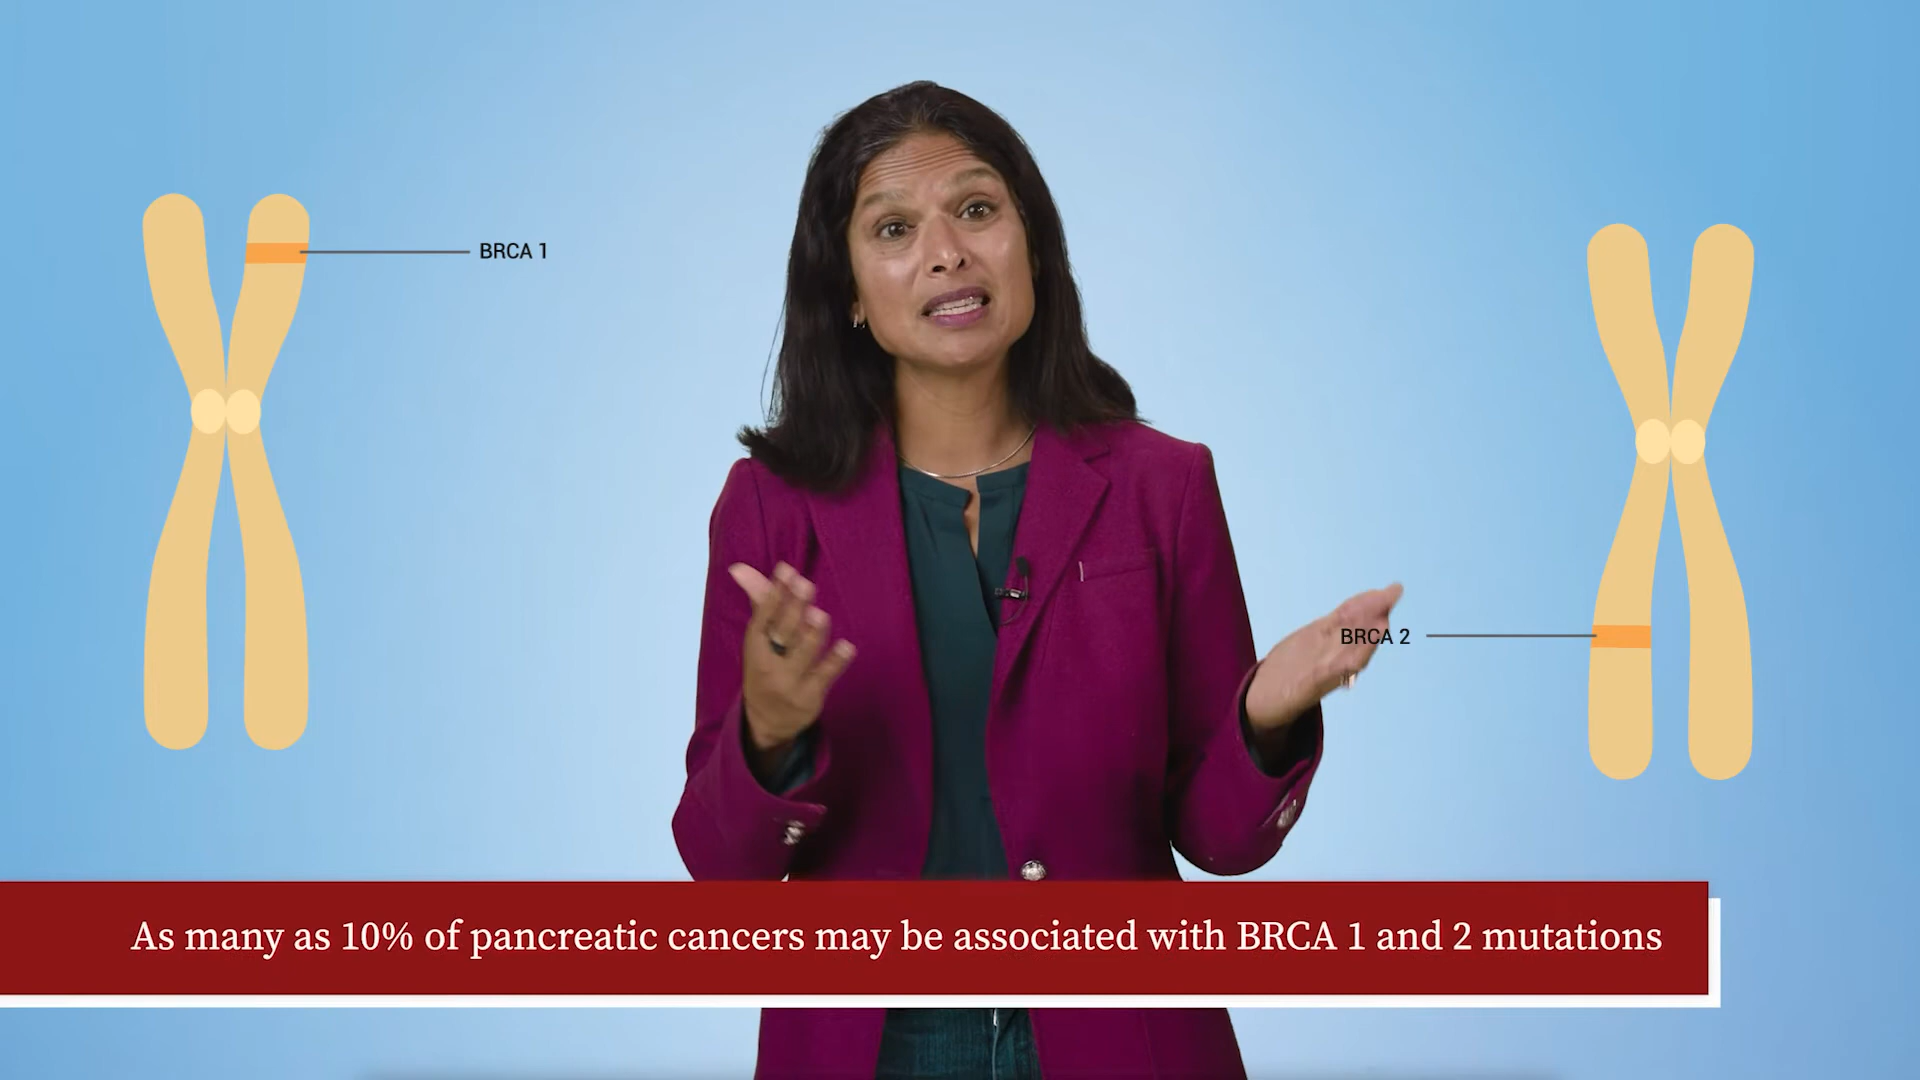 BRCA 1
BRCA 2
As many as 10% of pancreatic cancers may be associated with BRCA 1 and 2 mutations